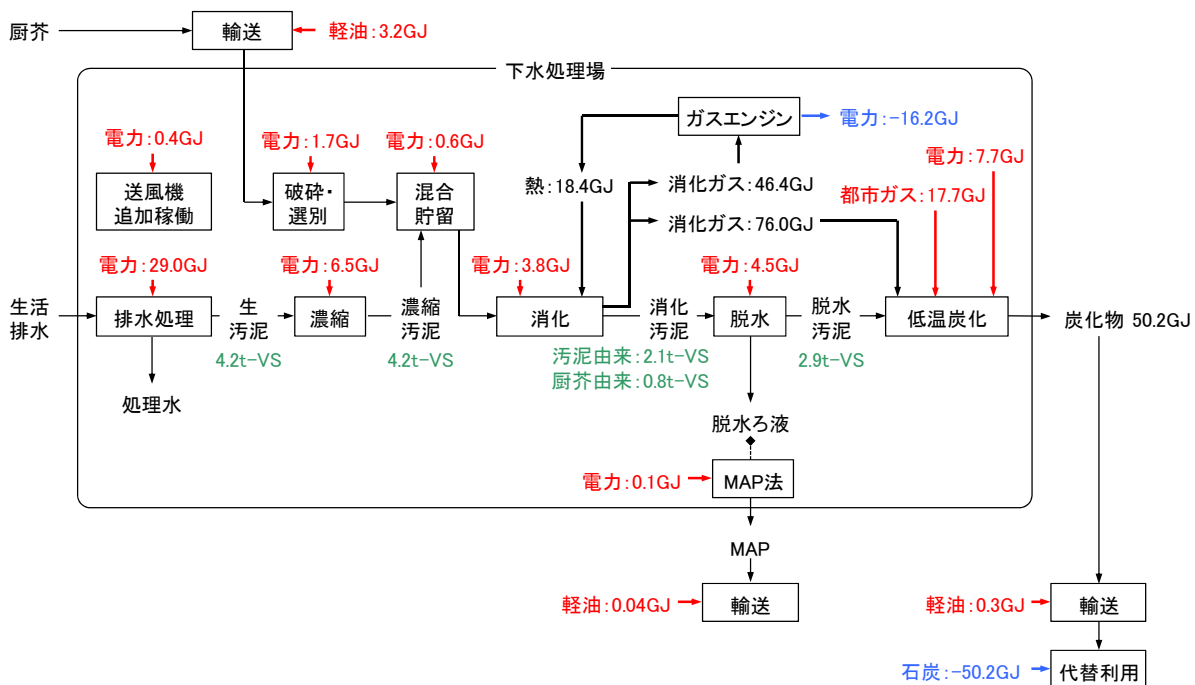 厨芥
輸送
軽油:3.2GJ
下水処理場
電力:0.4GJ
送風機
追加稼働
電力:1.7GJ
破砕・
選別
電力:0.6GJ
混合
貯留
ガスエンジン
電力:-16.2GJ
熱:18.4GJ
消化ガス:46.4GJ
消化ガス:76.0GJ
電力:7.7GJ
都市ガス:17.7GJ
生活
排水
電力:29.0GJ
排水処理
生
汚泥
4.2t-VS
電力:6.5GJ
濃縮
濃縮
汚泥
4.2t-VS
電力:3.8GJ
消化
消化
汚泥
汚泥由来:2.1t-VS
厨芥由来:0.8t-VS
電力:4.5GJ
脱水
脱水
汚泥
2.9t-VS
低温炭化
炭化物 50.2GJ
処理水
脱水ろ液
電力:0.1GJ
MAP法
MAP
軽油:0.04GJ
輸送
軽油:0.3GJ
輸送
石炭:-50.2GJ
代替利用